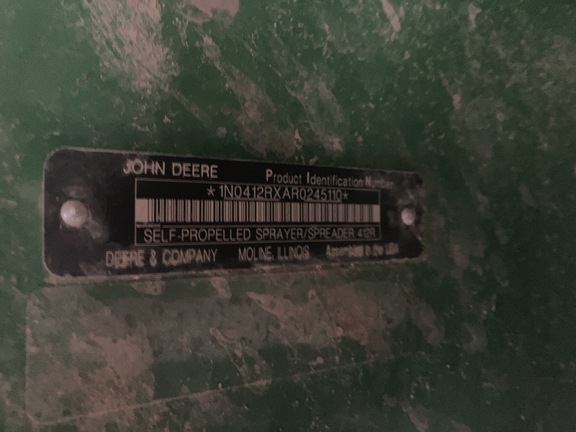 JOHN DEERE Product Identification Number
*1N0412RXAR0245110*
SELF-PROPELLED SPRAYER/SPREADER 412R
DEERE & COMPANY MOLINE, ILLINOIS Assembled in the USA